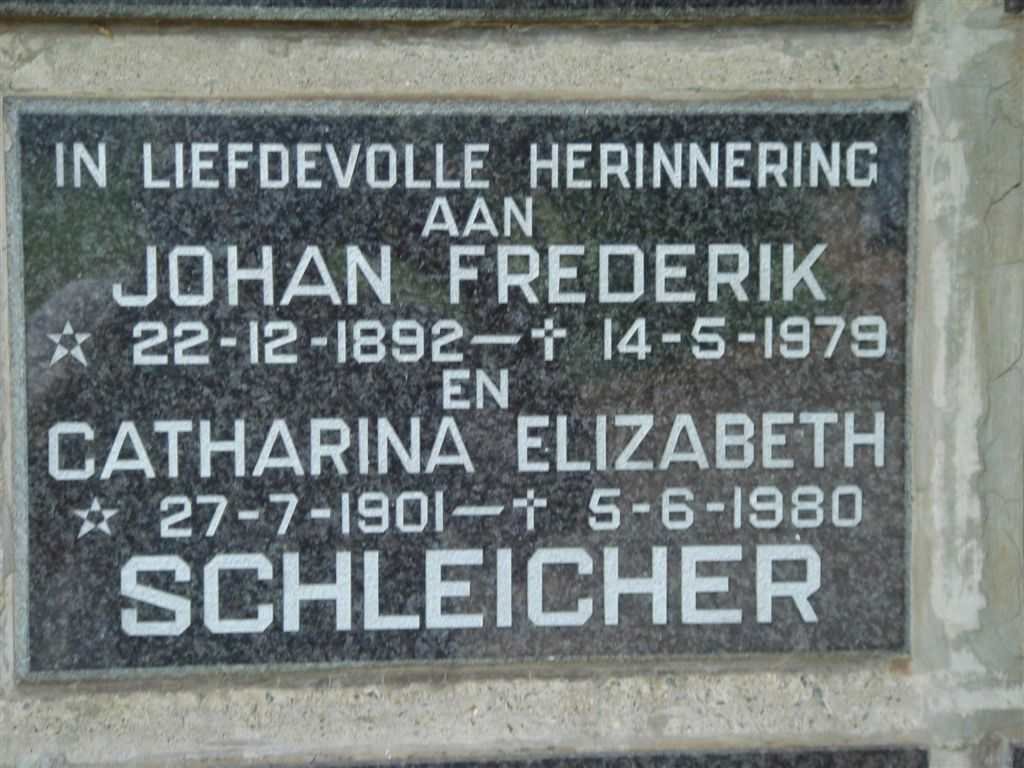 IN LIEFDEVOLLE HERINNERING
AAN
JOHAN FREDERIK
☆ 22-12-1892 — ✝ 14-5-1979
EN
CATHARINA ELIZABETH
☆ 27-7-1901 — ✝ 5-6-1980
SCHLEICHER